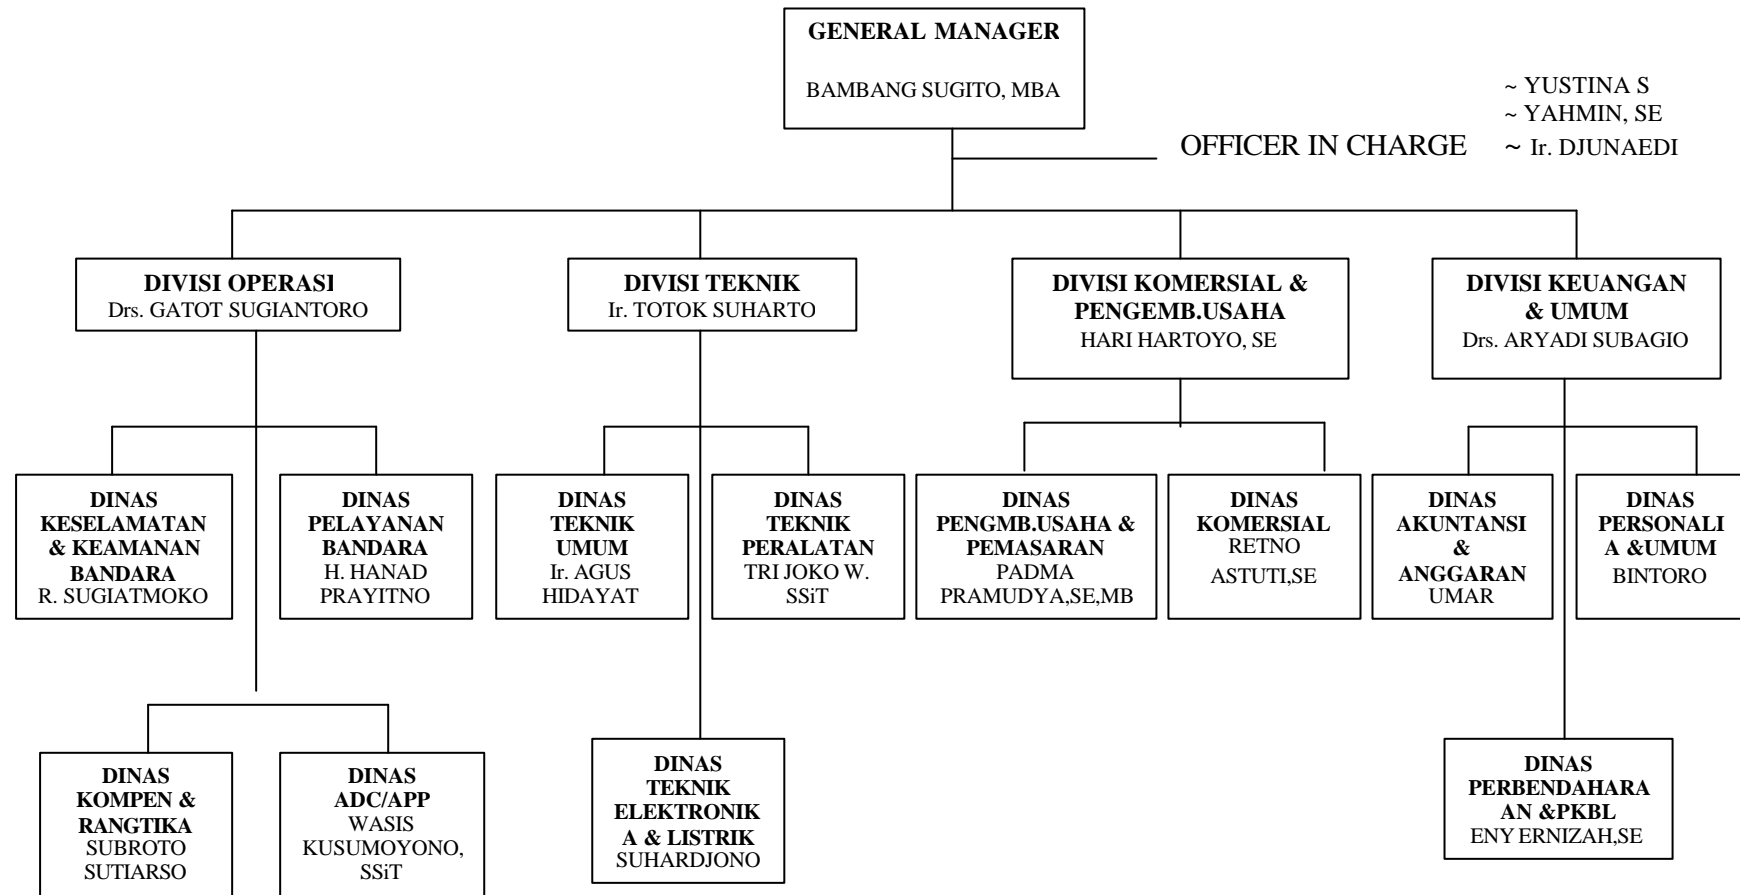 GENERAL MANAGER
BAMBANG SUGITO, MBA
~ YUSTINA S
~ YAHMIN, SE
OFFICER IN CHARGE
~ Ir. DJUNAEDI
DIVISI OPERASI
Drs. GATOT SUGIANTORO
DIVISI TEKNIK
Ir. TOTOK SUHARTO
DIVISI KOMERSIAL &
PENGEMB.USAHA
HARI HARTOYO, SE
DIVISI KEUANGAN
& UMUM
Drs. ARYADI SUBAGIO
DINAS
KESELAMATAN
& KEAMANAN
BANDARA
R. SUGIATMOKO
DINAS
PELAYANAN
BANDARA
H. HANAD
PRAYITNO
DINAS
TEKNIK
UMUM
Ir. AGUS
HIDAYAT
DINAS
TEKNIK
PERALATAN
TRI JOKO W.
SSiT
DINAS
PENGMB.USAHA &
PEMASARAN
PADMA
PRAMUDYA,SE,MB
DINAS
KOMERSIAL
RETNO
ASTUTI,SE
DINAS
AKUNTANSI
&
ANGGARAN
UMAR
DINAS
PERSONALI
A &UMUM
BINTORO
DINAS
KOMPEN &
RANGTIKA
SUBROTO
SUTIARSO
DINAS
ADC/APP
WASIS
KUSUMOYONO,
SSiT
DINAS
TEKNIK
ELEKTRONIK
A & LISTRIK
SUHARDJONO
DINAS
PERBENDAHARA
AN &PKBL
ENY ERNIZAH,SE